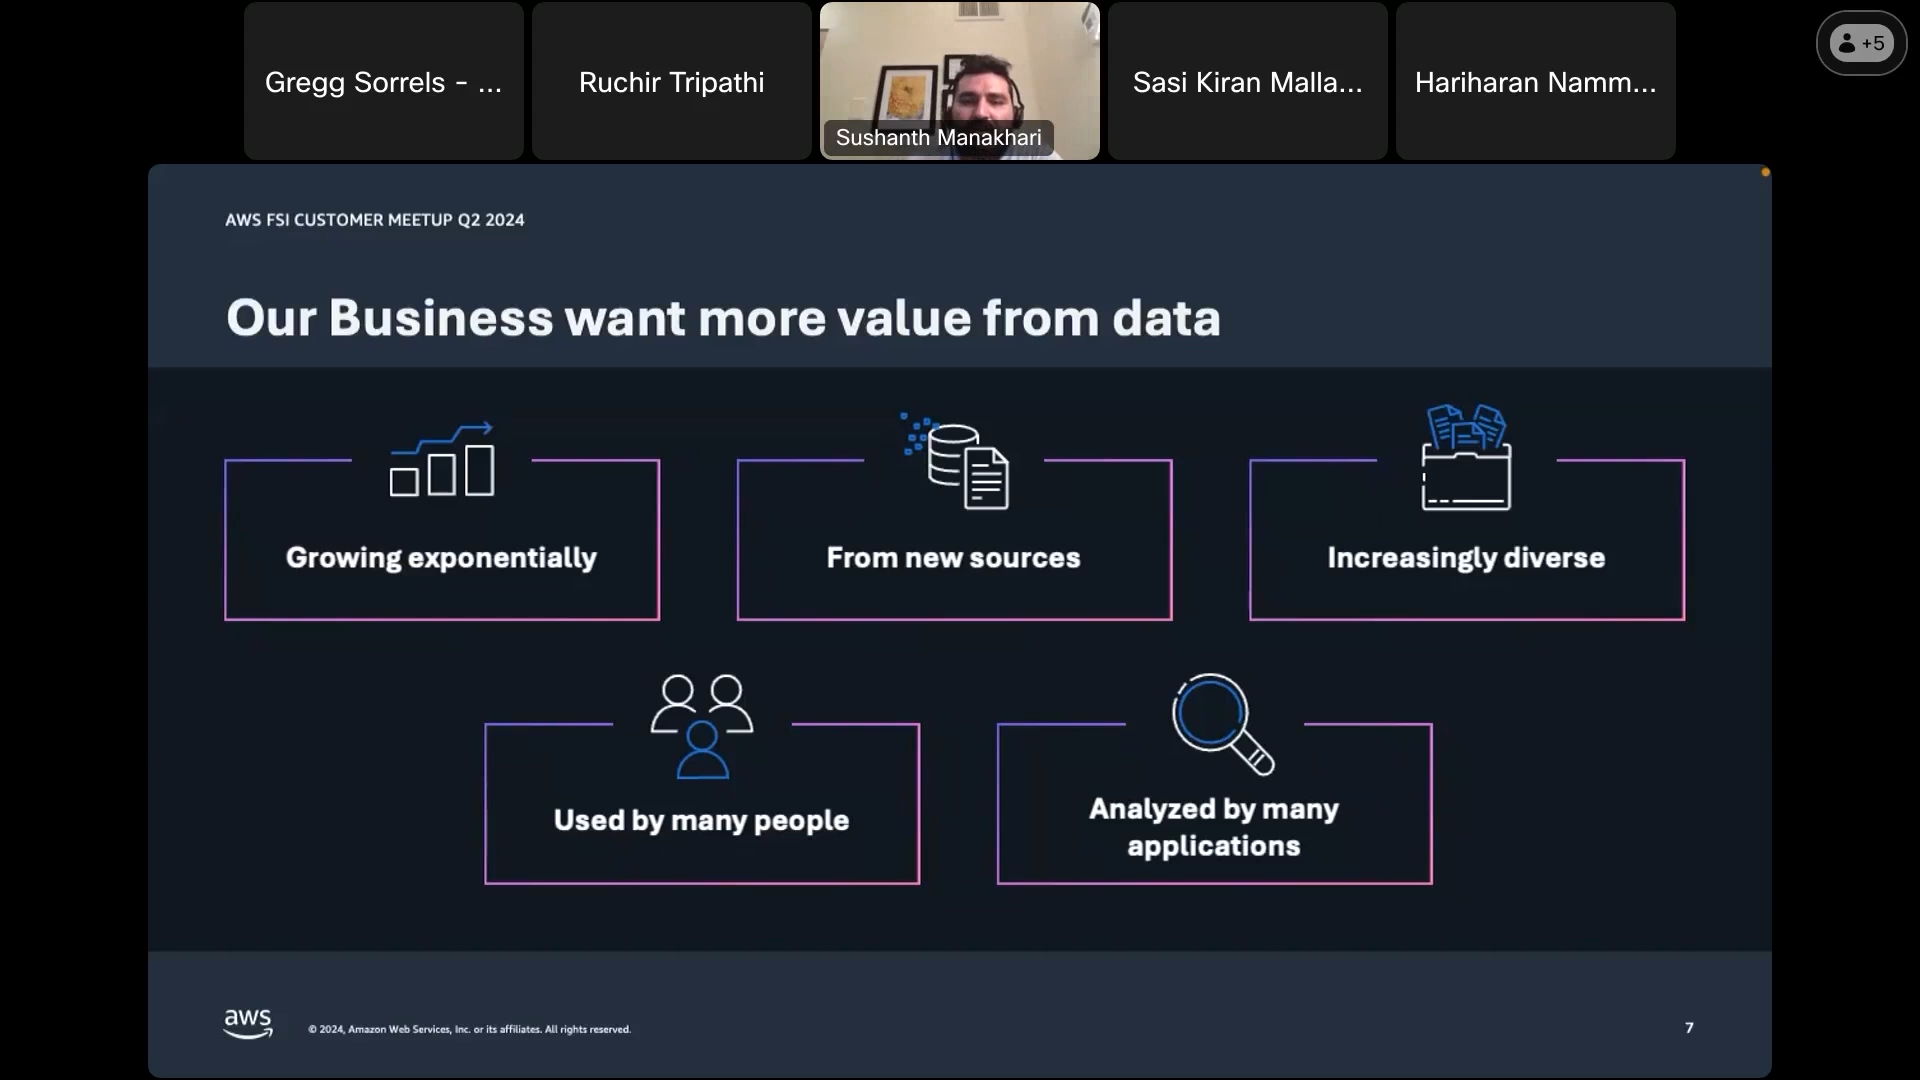 Gregg Sorrels - ...
Ruchir Tripathi
Sushanth Manakhari
Sasi Kiran Malla...
Hariharan Namm...
+5
AWS FSI CUSTOMER MEETUP Q2 2024
Our Business want more value from data
Growing exponentially
From new sources
Increasingly diverse
Used by many people
Analyzed by many
applications
aws
© 2024, Amazon Web Services, Inc. or its affiliates. All rights reserved.
7